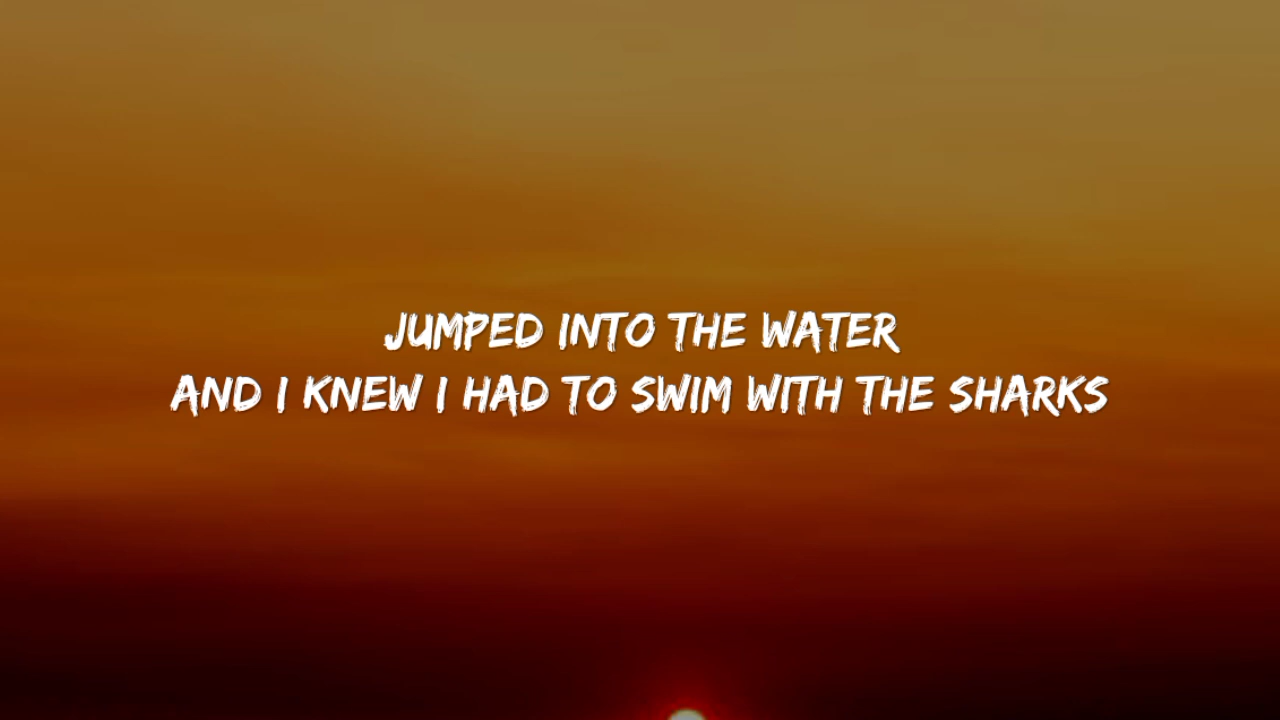 JUMPED INTO THE WATER
AND I KNEW I HAD TO SWIM WITH THE SHARKS